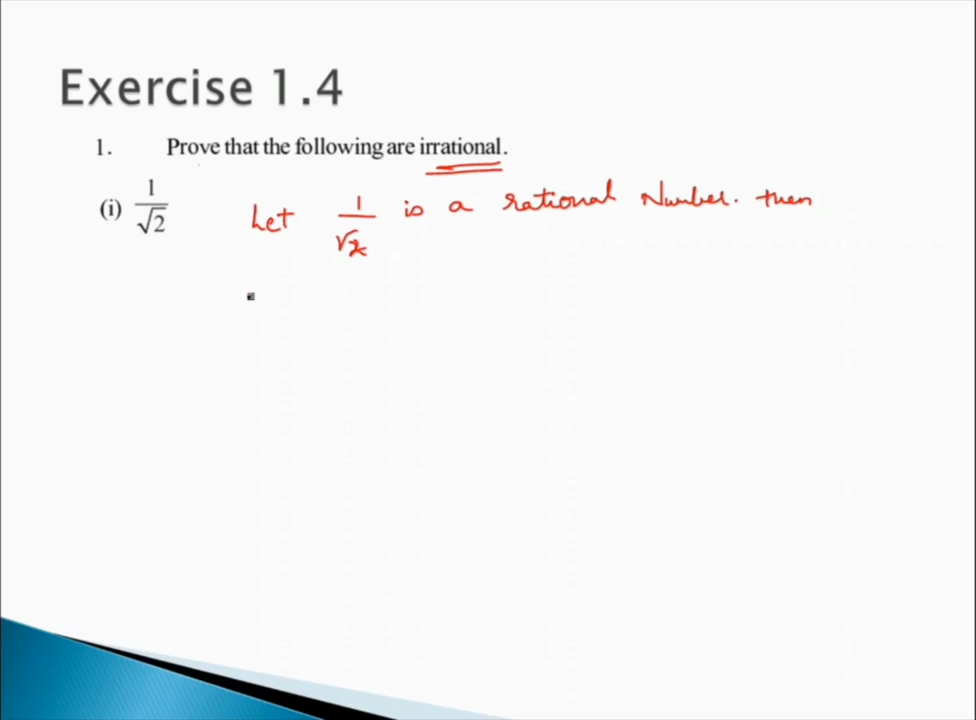 Exercise 1.4
1. Prove that the following are irrational.
(i) 1/√2 Let 1/√2 is a rational Number. then